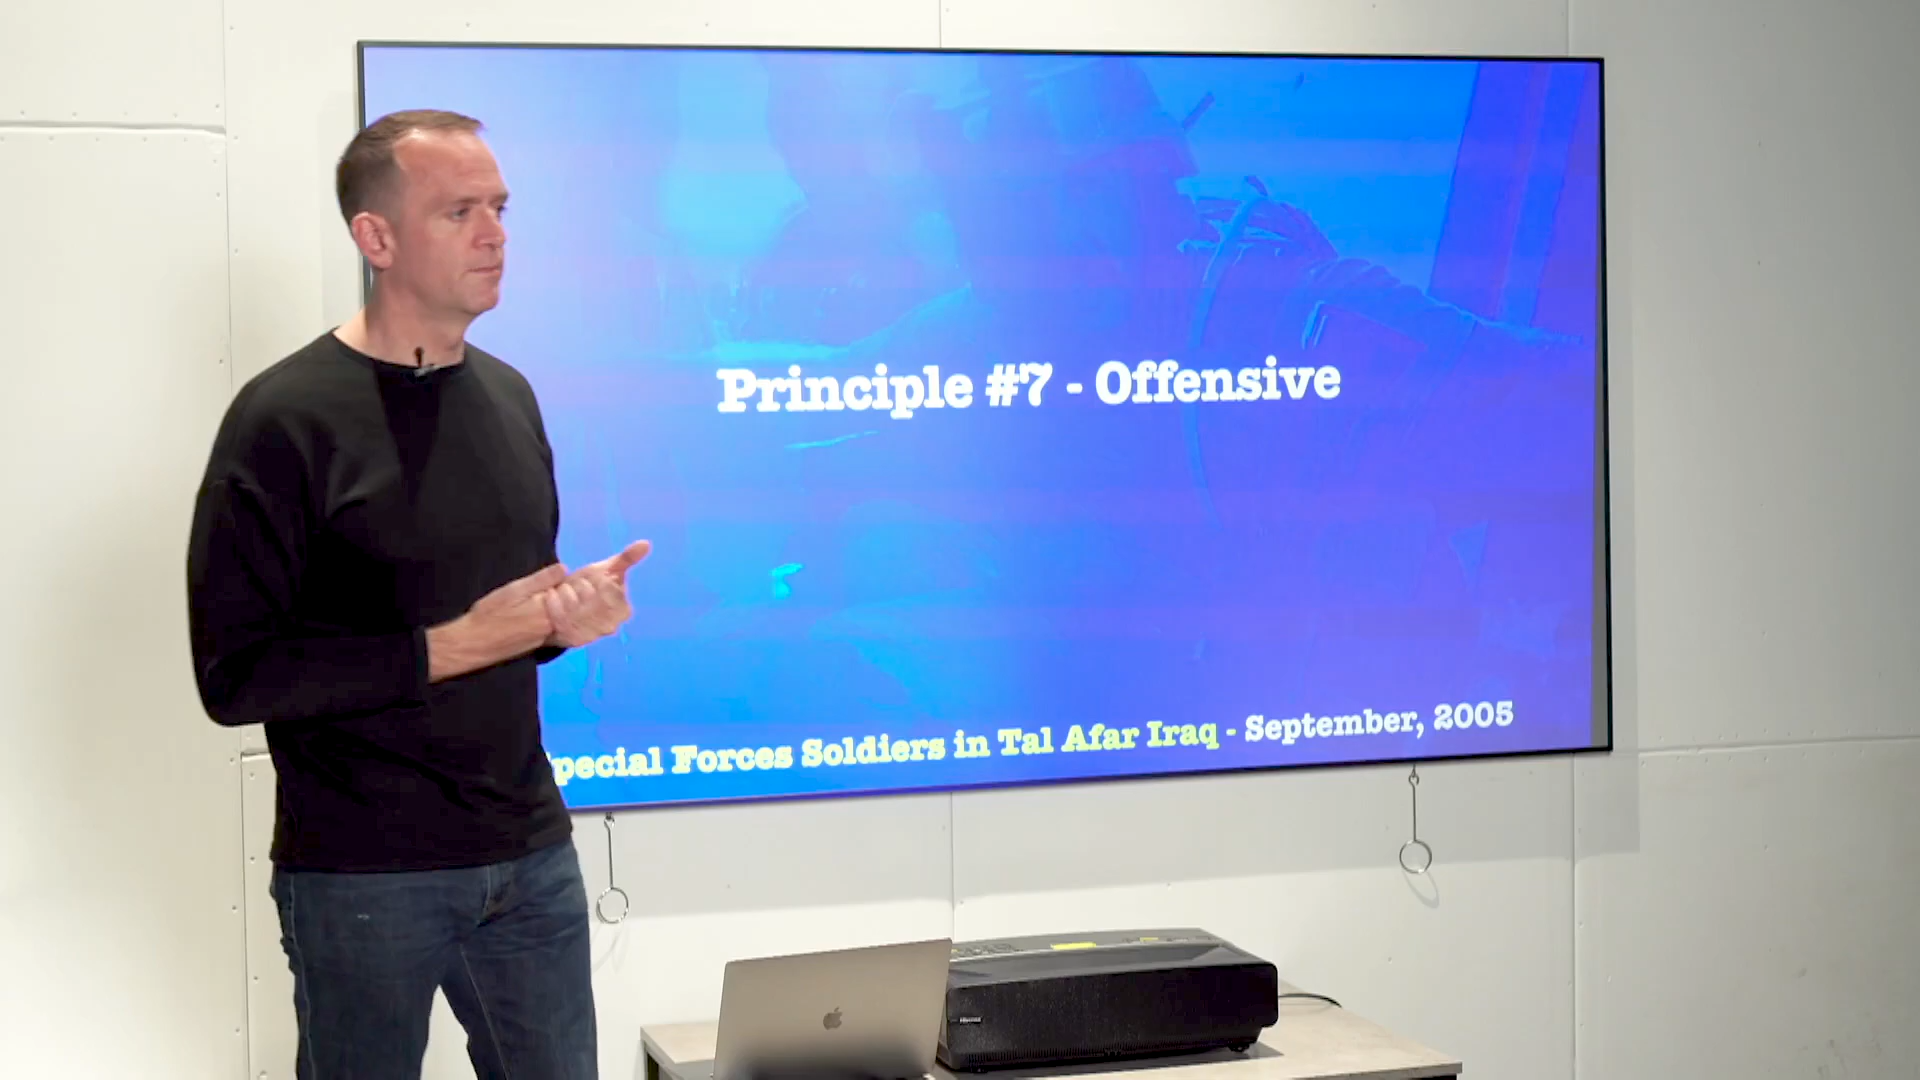 Principle #7 - Offensive
pecial Forces Soldiers in Tal Afar Iraq - September, 2005